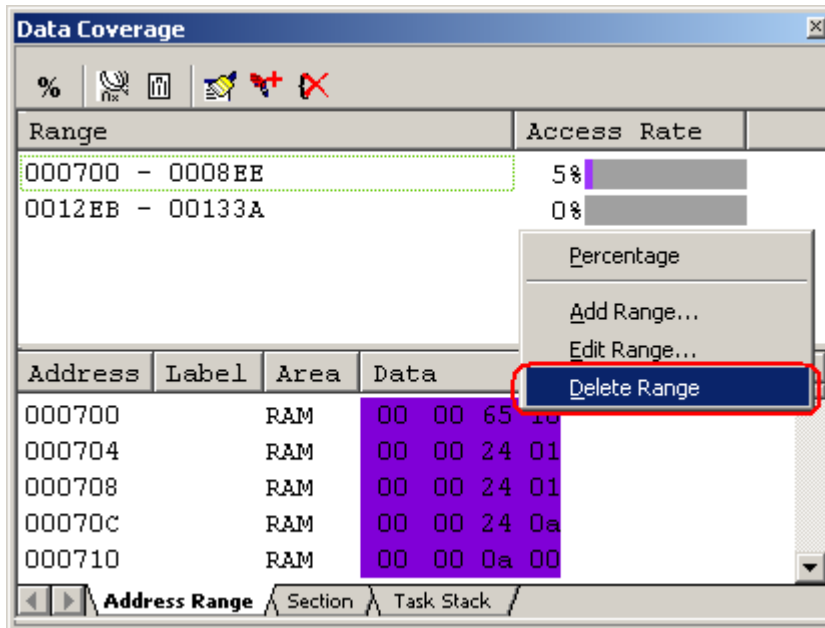 Data Coverage
%
Range Access Rate
000700 - 0008EE 5%
0012EB - 00133A 0%
Percentage
Add Range...
Edit Range...
Delete Range
Address Label Area Data
000700 RAM 00 00 65
000704 RAM 00 00 24 01
000708 RAM 00 00 24 01
00070C RAM 00 00 24 0a
000710 RAM 00 00 0a 00
Address Range Section Task Stack